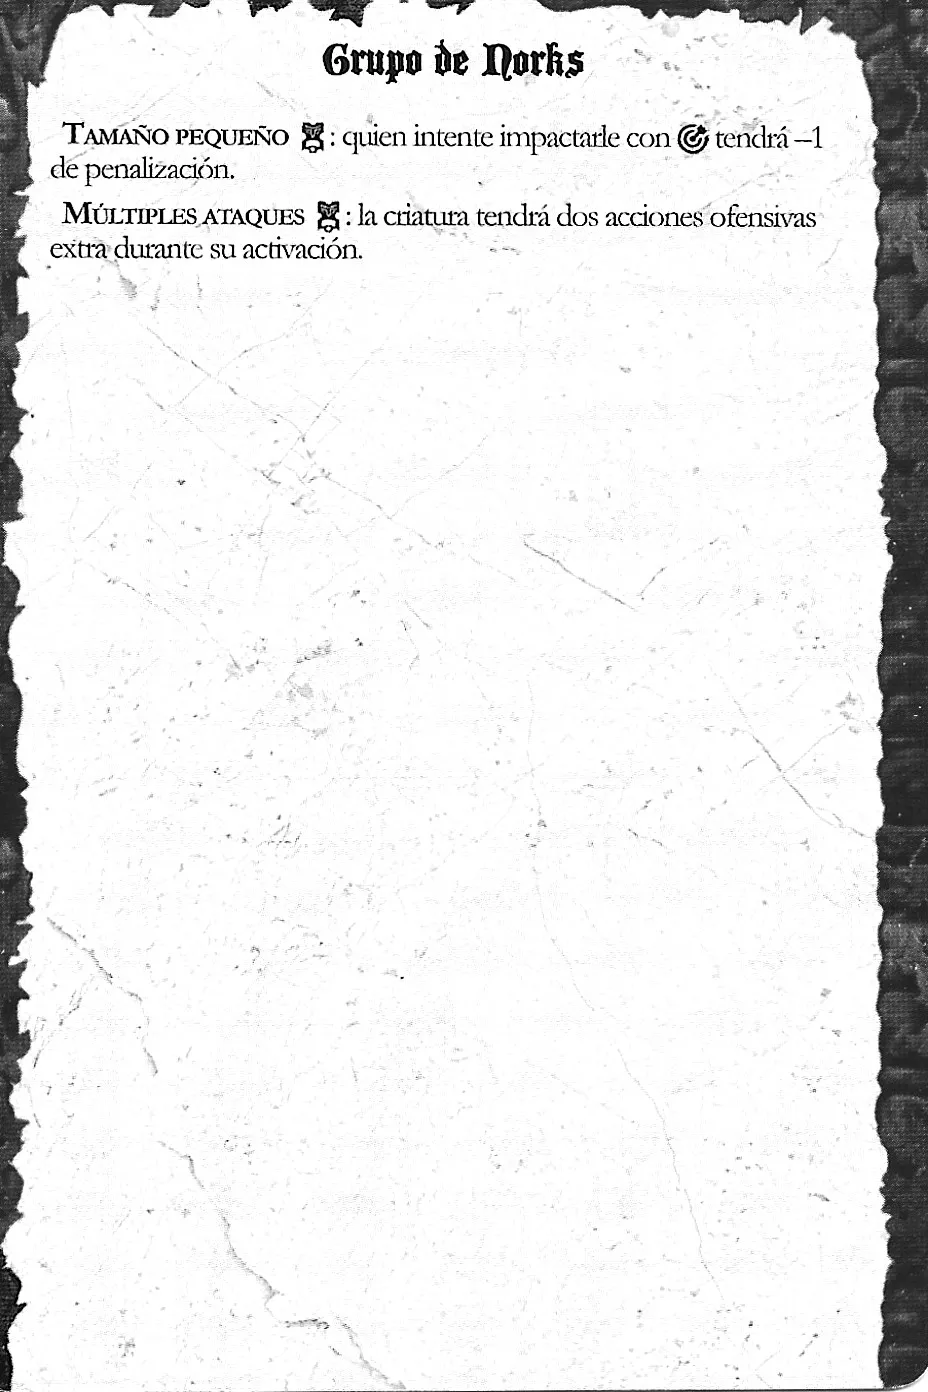 Grupo de Norks
TAMAÑO PEQUEÑO : quien intente impactarle con tendrá –1
de penalización.
MÚLTIPLES ATAQUES : la criatura tendrá dos acciones ofensivas
extra durante su activación.